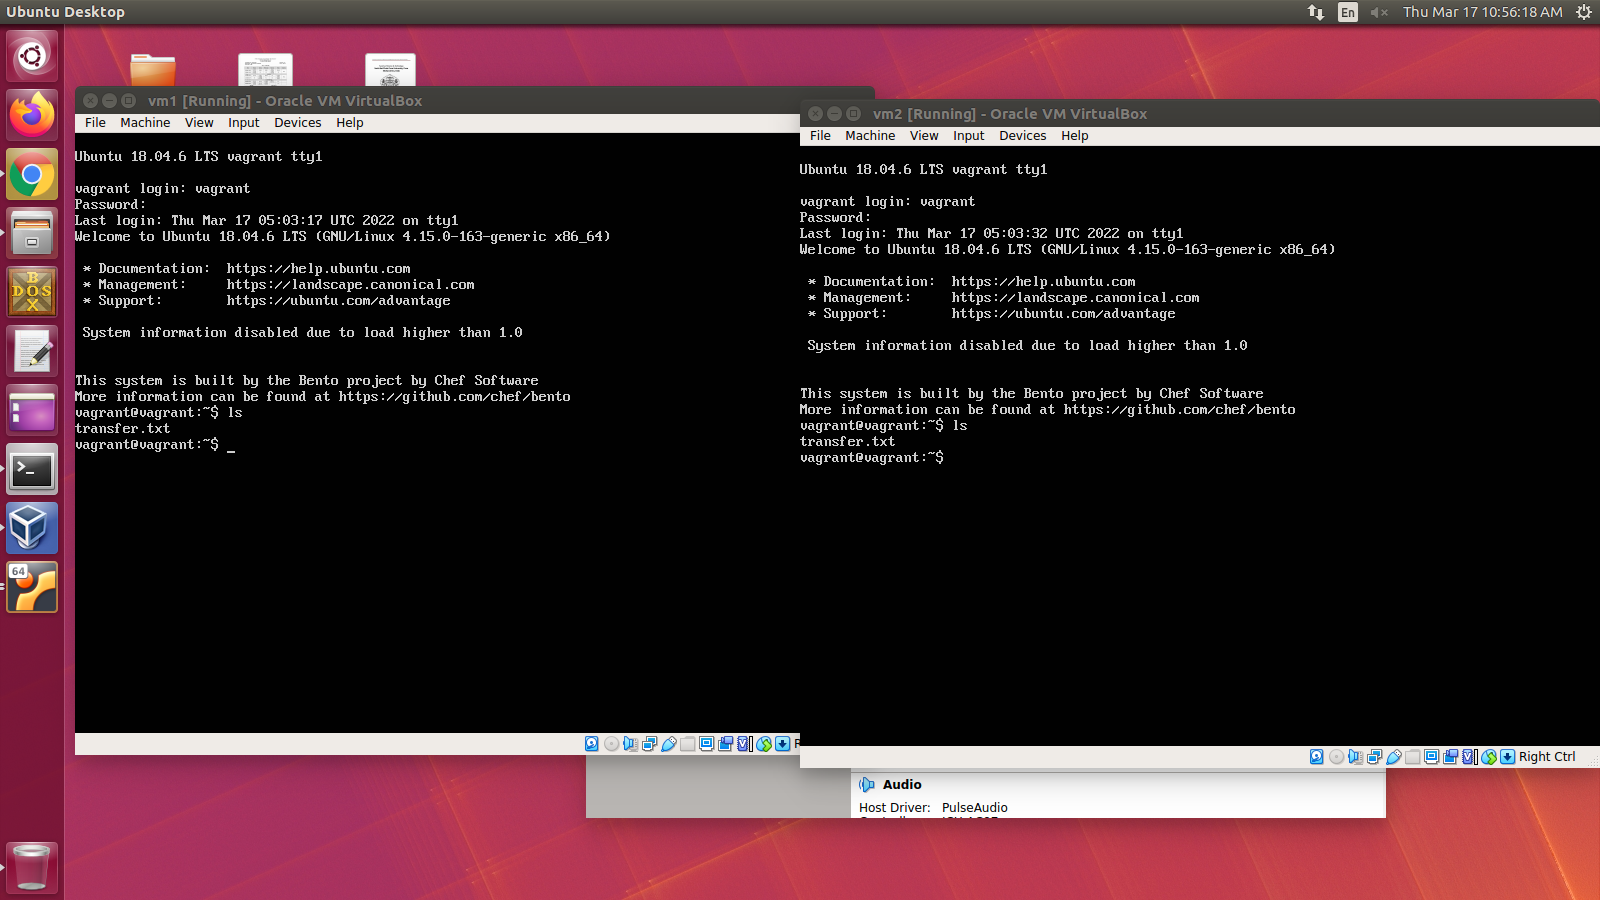 Ubuntu Desktop
En
Thu Mar 17 10:56:18 AM
vm1 [Running] - Oracle VM VirtualBox
File Machine View Input Devices Help
Ubuntu 18.04.6 LTS vagrant tty1
vagrant login: vagrant
Password:
Last login: Thu Mar 17 05:03:17 UTC 2022 on tty1
Welcome to Ubuntu 18.04.6 LTS (GNU/Linux 4.15.0-163-generic x86_64)
* Documentation: https://help.ubuntu.com
* Management: https://landscape.canonical.com
* Support: https://ubuntu.com/advantage
System information disabled due to load higher than 1.0
This system is built by the Bento project by Chef Software
More information can be found at https://github.com/chef/bento
vagrant@vagrant:~$ ls
transfer.txt
vagrant@vagrant:~$ _
vm2 [Running] - Oracle VM VirtualBox
File Machine View Input Devices Help
Ubuntu 18.04.6 LTS vagrant tty1
vagrant login: vagrant
Password:
Last login: Thu Mar 17 05:03:32 UTC 2022 on tty1
Welcome to Ubuntu 18.04.6 LTS (GNU/Linux 4.15.0-163-generic x86_64)
* Documentation: https://help.ubuntu.com
* Management: https://landscape.canonical.com
* Support: https://ubuntu.com/advantage
System information disabled due to load higher than 1.0
This system is built by the Bento project by Chef Software
More information can be found at https://github.com/chef/bento
vagrant@vagrant:~$ ls
transfer.txt
vagrant@vagrant:~$
Right Ctrl
Audio
Host Driver: PulseAudio
DOS
BOX
64